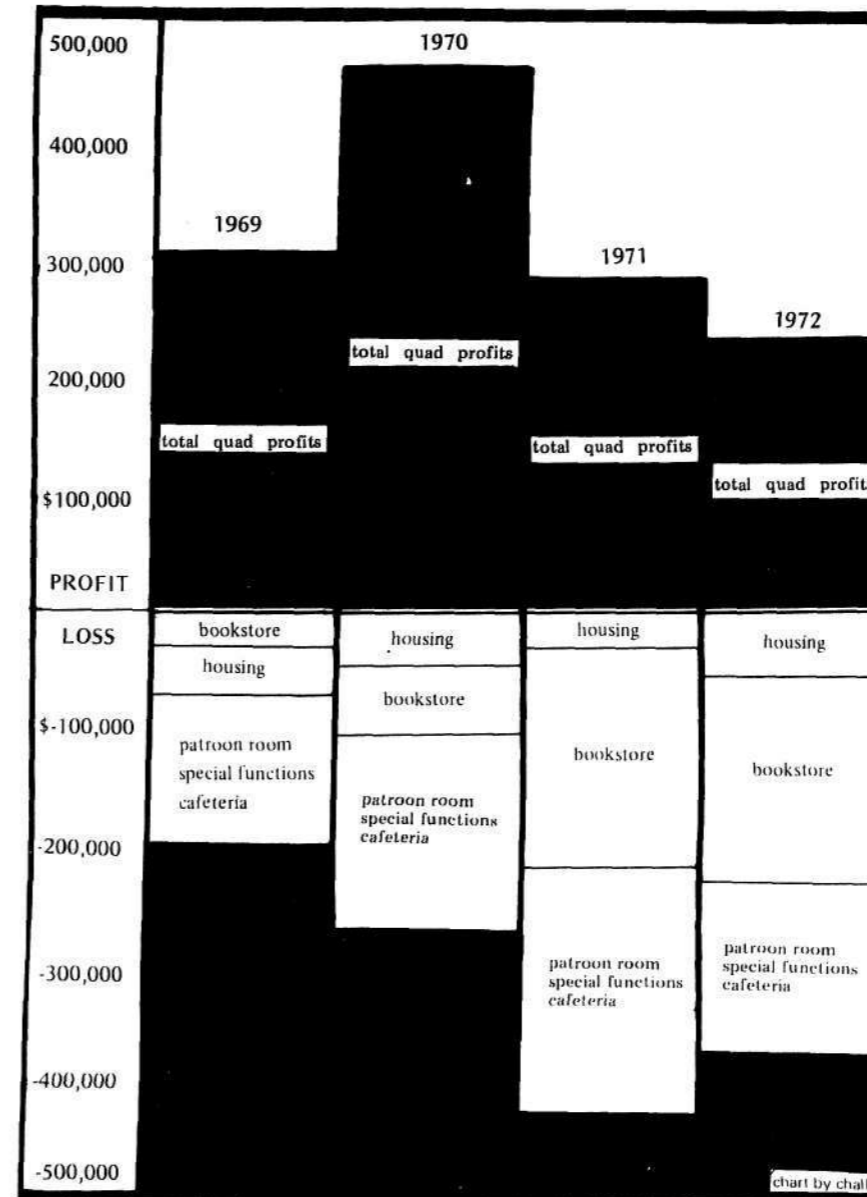 500,000
400,000
300,000
200,000
$100,000
PROFIT
LOSS
$-100,000
-200,000
-300,000
-400,000
-500,000
1969
total quad profits
bookstore
housing
patroon room
special functions
cafeteria
1970
total quad profits
housing
bookstore
patroon room
special functions
cafeteria
1971
total quad profits
housing
bookstore
patroon room
special functions
cafeteria
1972
total quad profit
housing
bookstore
patroon room
special functions
cafeteria
chart by chal